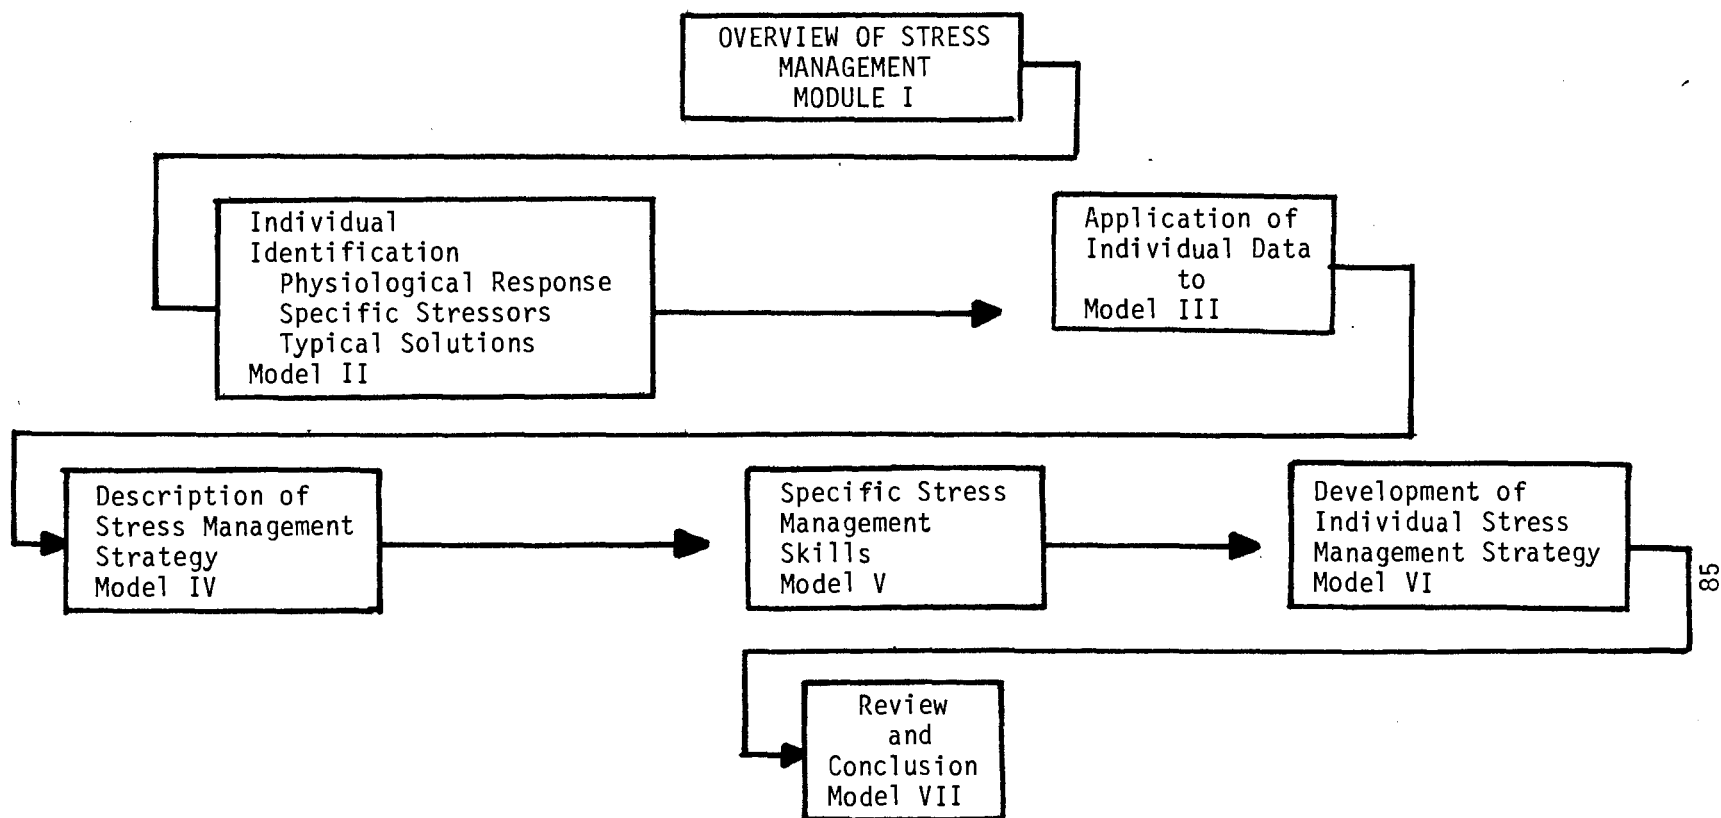 OVERVIEW OF STRESS
MANAGEMENT
MODULE I
Individual
Identification
Physiological Response
Specific Stressors
Typical Solutions
Model II
Application of
Individual Data
to
Model III
Description of
Stress Management
Strategy
Model IV
Specific Stress
Management
Skills
Model V
Development of
Individual Stress
Management Strategy
Model VI
85
Review
and
Conclusion
Model VII